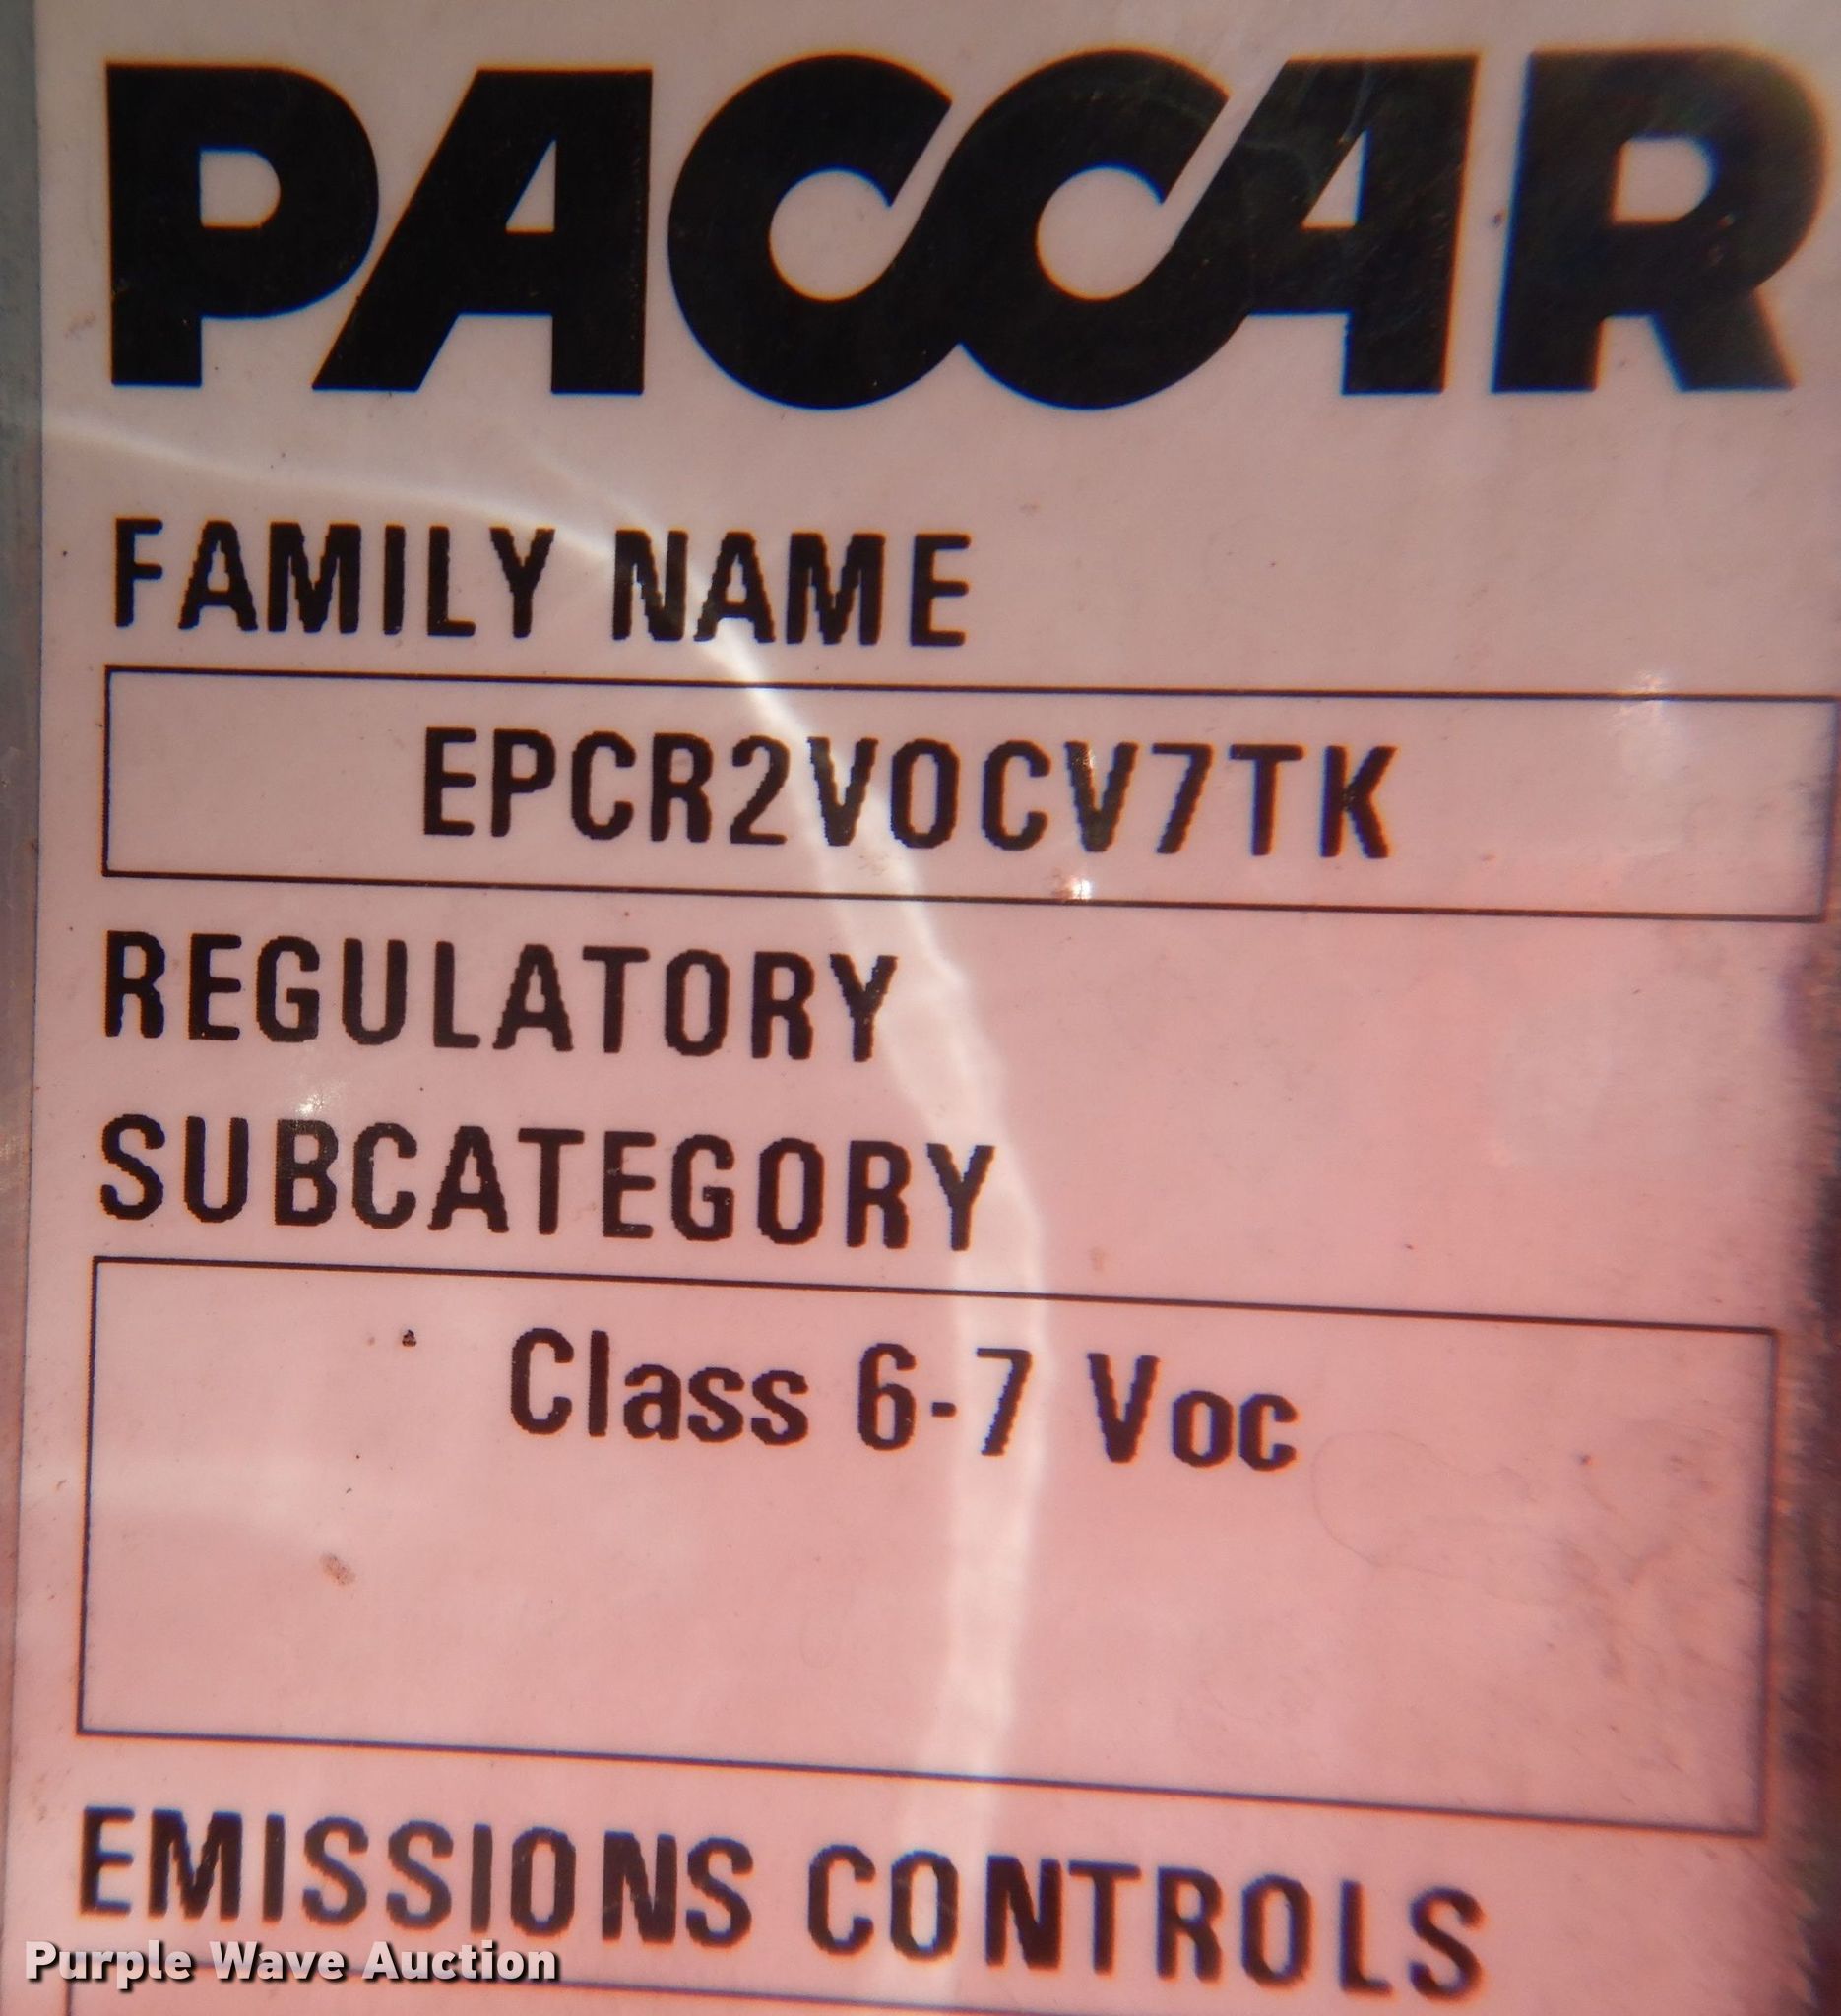 PACCAR
FAMILY NAME
EPCR2VOCV7TK
REGULATORY
SUBCATEGORY
Class 6-7 Voc
EMISSIONS CONTROLS
Purple Wave Auction